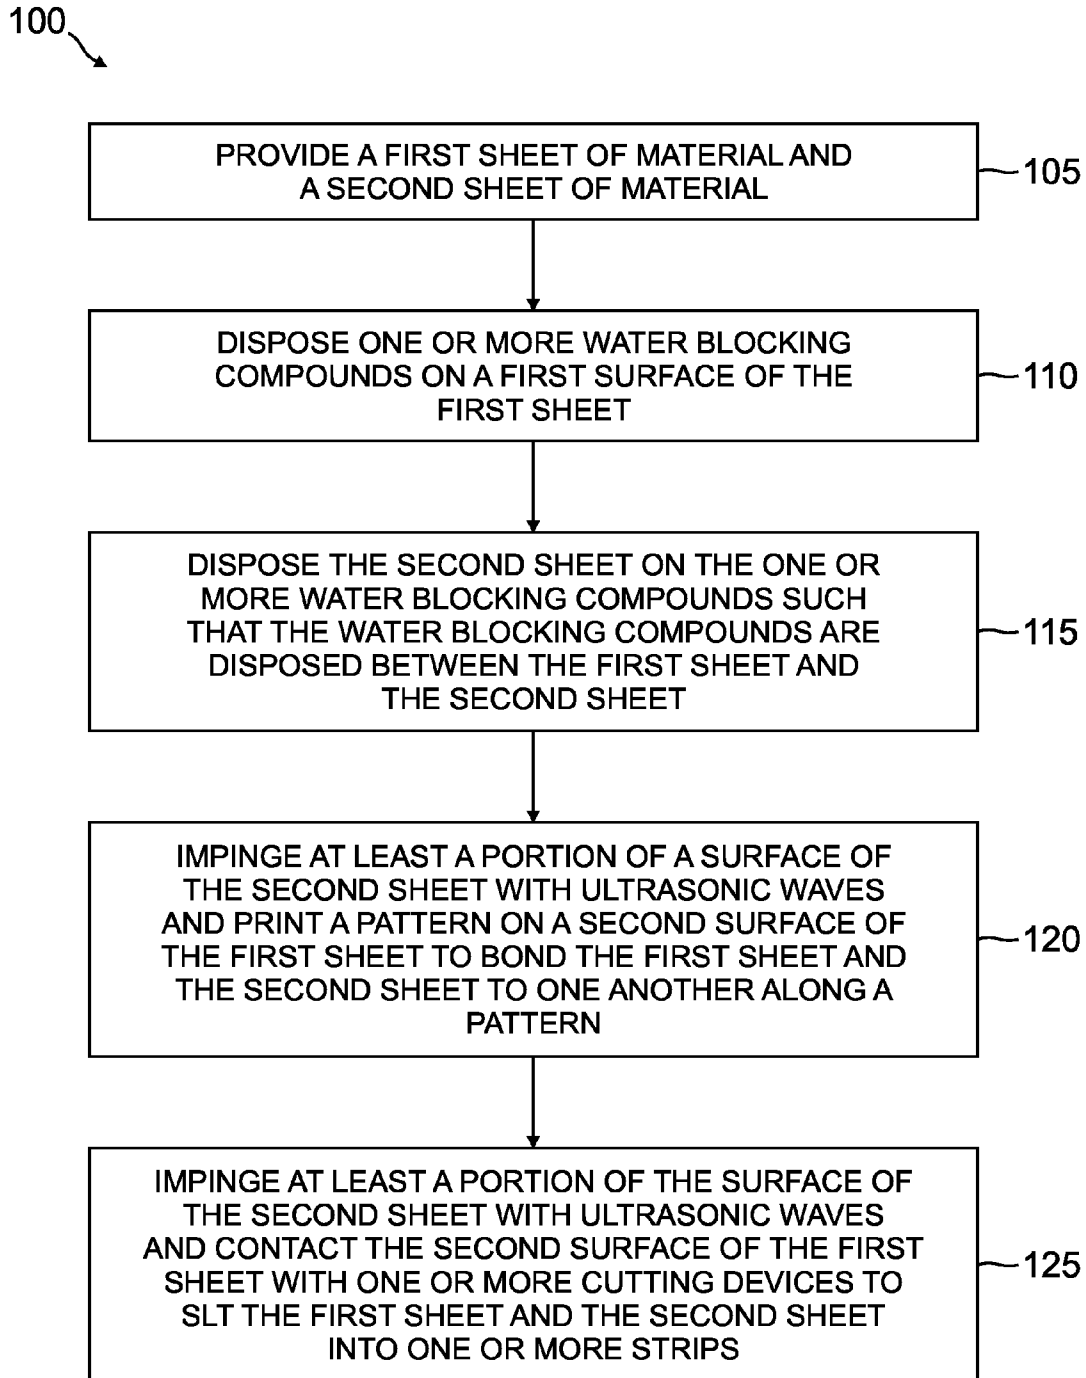 100
PROVIDE A FIRST SHEET OF MATERIAL AND
A SECOND SHEET OF MATERIAL
105
DISPOSE ONE OR MORE WATER BLOCKING
COMPOUNDS ON A FIRST SURFACE OF THE
FIRST SHEET
110
DISPOSE THE SECOND SHEET ON THE ONE OR
MORE WATER BLOCKING COMPOUNDS SUCH
THAT THE WATER BLOCKING COMPOUNDS ARE
DISPOSED BETWEEN THE FIRST SHEET AND
THE SECOND SHEET
115
IMPINGE AT LEAST A PORTION OF A SURFACE OF
THE SECOND SHEET WITH ULTRASONIC WAVES
AND PRINT A PATTERN ON A SECOND SURFACE OF
THE FIRST SHEET TO BOND THE FIRST SHEET AND
THE SECOND SHEET TO ONE ANOTHER ALONG A
PATTERN
120
IMPINGE AT LEAST A PORTION OF THE SURFACE OF
THE SECOND SHEET WITH ULTRASONIC WAVES
AND CONTACT THE SECOND SURFACE OF THE FIRST
SHEET WITH ONE OR MORE CUTTING DEVICES TO
SLT THE FIRST SHEET AND THE SECOND SHEET
INTO ONE OR MORE STRIPS
125